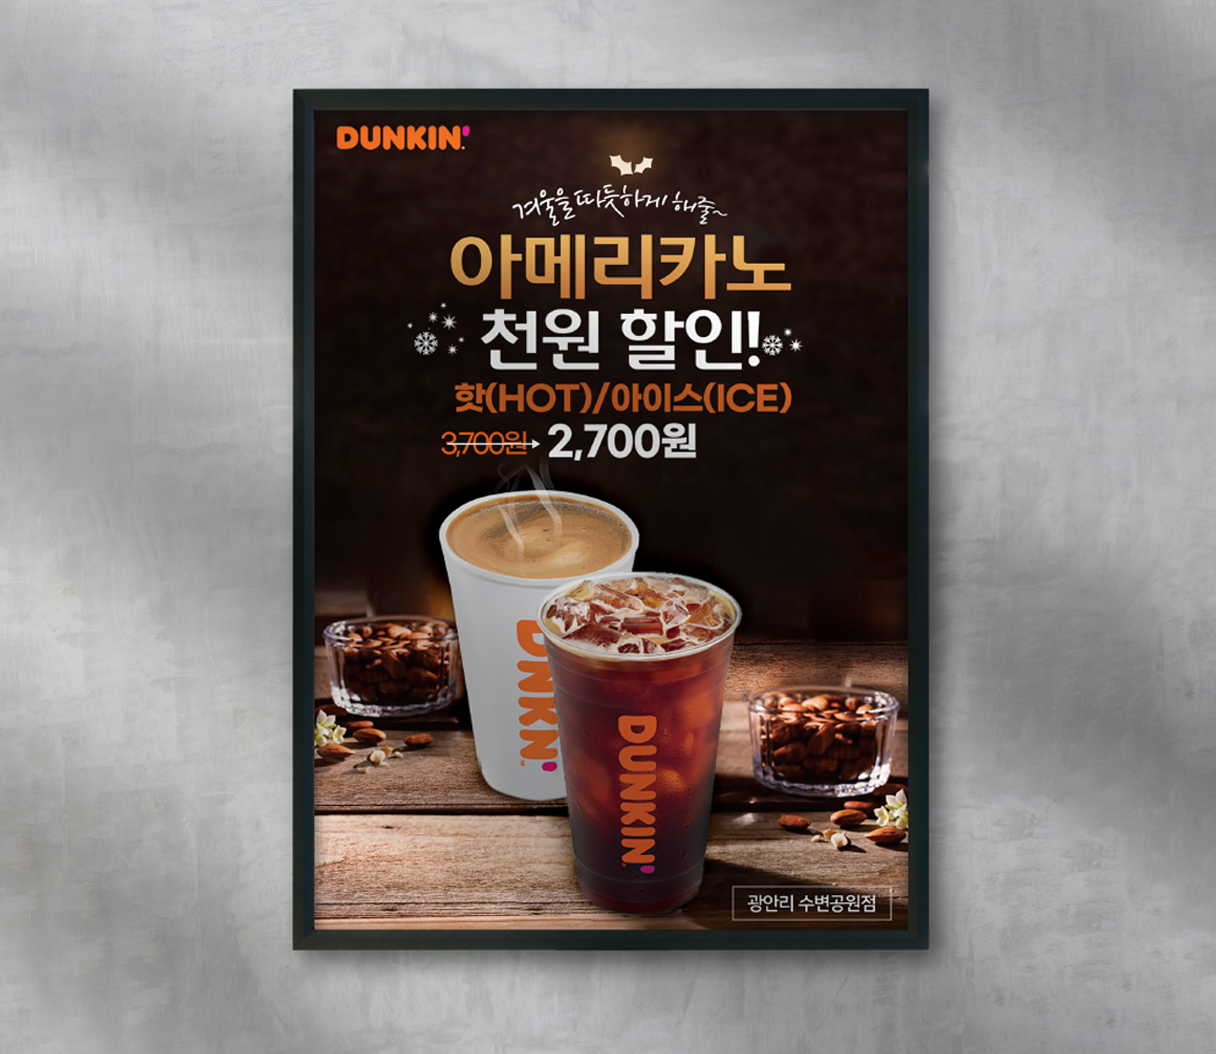 DUNKIN'
겨울을 따듯하게 해줄~
아메리카노
천원 할인!
핫(HOT)/아이스(ICE)
3,700원 → 2,700원
DUNKIN'
DUNKIN'
광안리 수변공원점